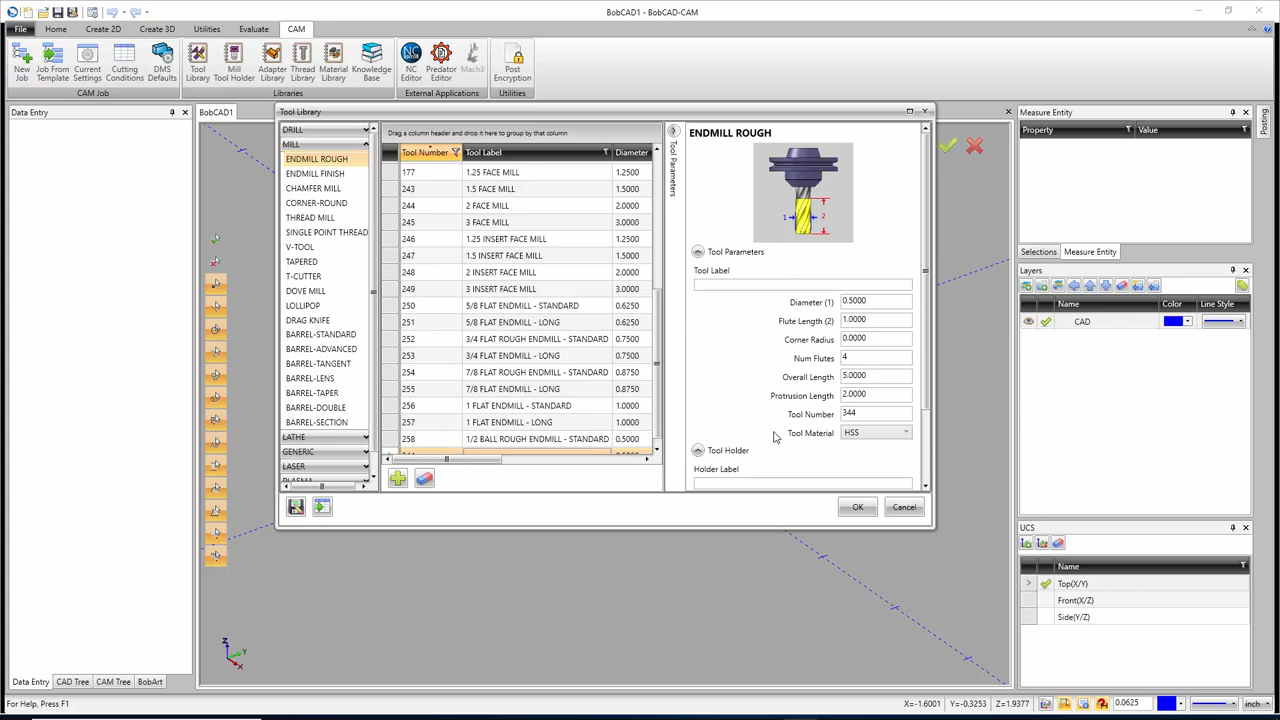 BobCAD1 - BobCAD-CAM
File Home Create 2D Create 3D Utilities Evaluate CAM
New Job
Job From Template
Current Settings
Cutting Conditions
DMS Defaults
Tool Library
Mill Tool Holder
Adapter Library
Thread Library
Material Library
Knowledge Base
NC Editor
Predator Editor
Mach3
Post Encryption
CAM Job Libraries External Applications Utilities
Data Entry
BobCAD1
Tool Library
DRILL
MILL
ENDMILL ROUGH
ENDMILL FINISH
CHAMFER MILL
CORNER-ROUND
THREAD MILL
SINGLE POINT THREAD
V-TOOL
TAPERED
T-CUTTER
DOVE MILL
LOLLIPOP
DRAG KNIFE
BARREL-STANDARD
BARREL-ADVANCED
BARREL-TANGENT
BARREL-LENS
BARREL-TAPER
BARREL-DOUBLE
BARREL-SECTION
LATHE
GENERIC
LASER
Drag a column header and drop it here to group by that column
Tool Number Tool Label Diameter
177 1.25 FACE MILL 1.2500
243 1.5 FACE MILL 1.5000
244 2 FACE MILL 2.0000
245 3 FACE MILL 3.0000
246 1.25 INSERT FACE MILL 1.2500
247 1.5 INSERT FACE MILL 1.5000
248 2 INSERT FACE MILL 2.0000
249 3 INSERT FACE MILL 3.0000
250 5/8 FLAT ENDMILL - STANDARD 0.6250
251 5/8 FLAT ENDMILL - LONG 0.6250
252 3/4 FLAT ROUGH ENDMILL - STANDARD 0.7500
253 3/4 FLAT ENDMILL - LONG 0.7500
254 7/8 FLAT ROUGH ENDMILL - STANDARD 0.8750
255 7/8 FLAT ENDMILL - LONG 0.8750
256 1 FLAT ENDMILL - STANDARD 1.0000
257 1 FLAT ENDMILL - LONG 1.0000
258 1/2 BALL ROUGH ENDMILL - STANDARD 0.5000
Tool Parameters
ENDMILL ROUGH
1 2
Tool Parameters
Tool Label
Diameter (1) 0.5000
Flute Length (2) 1.0000
Corner Radius 0.0000
Num Flutes 4
Overall Length 5.0000
Protrusion Length 2.0000
Tool Number 344
Tool Material HSS
Tool Holder
Holder Label
OK Cancel
Z
Y
X
Measure Entity
Property Value
Posting
Selections Measure Entity
Layers
Name Color Line Style
CAD
UCS
Name
Top(X/Y)
Front(X/Z)
Side(Y/Z)
Data Entry CAD Tree CAM Tree BobArt
For Help, Press F1
X=-1.6001 Y=-0.3253 Z=1.9377 0.0625 inch